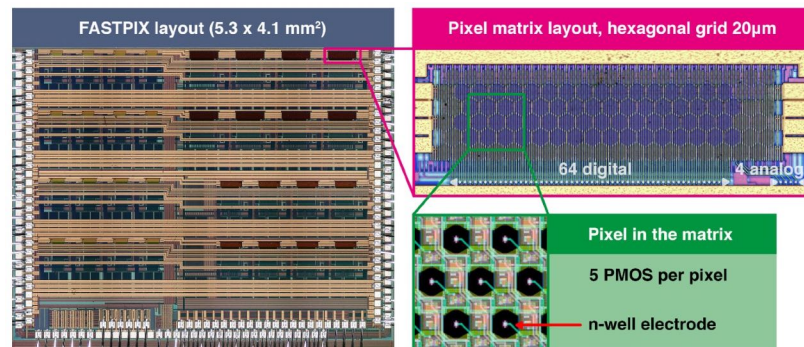 FASTPIX layout (5.3 x 4.1 mm²)
Pixel matrix layout, hexagonal grid 20μm
64 digital
4 analog
Pixel in the matrix
5 PMOS per pixel
n-well electrode